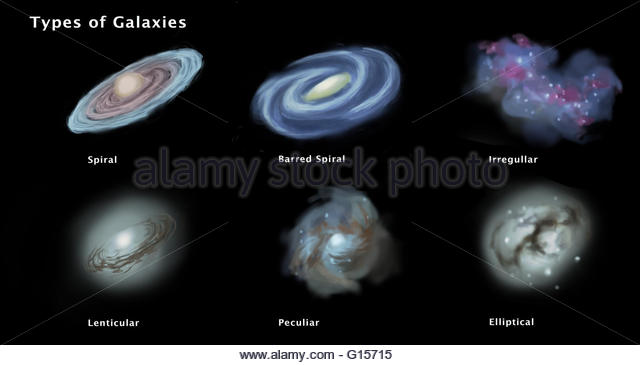 Types of Galaxies
Spiral
Barred Spiral
Irregullar
alamy stock photo
Lenticular
Peculiar
Elliptical
www.alamy.com - G15715